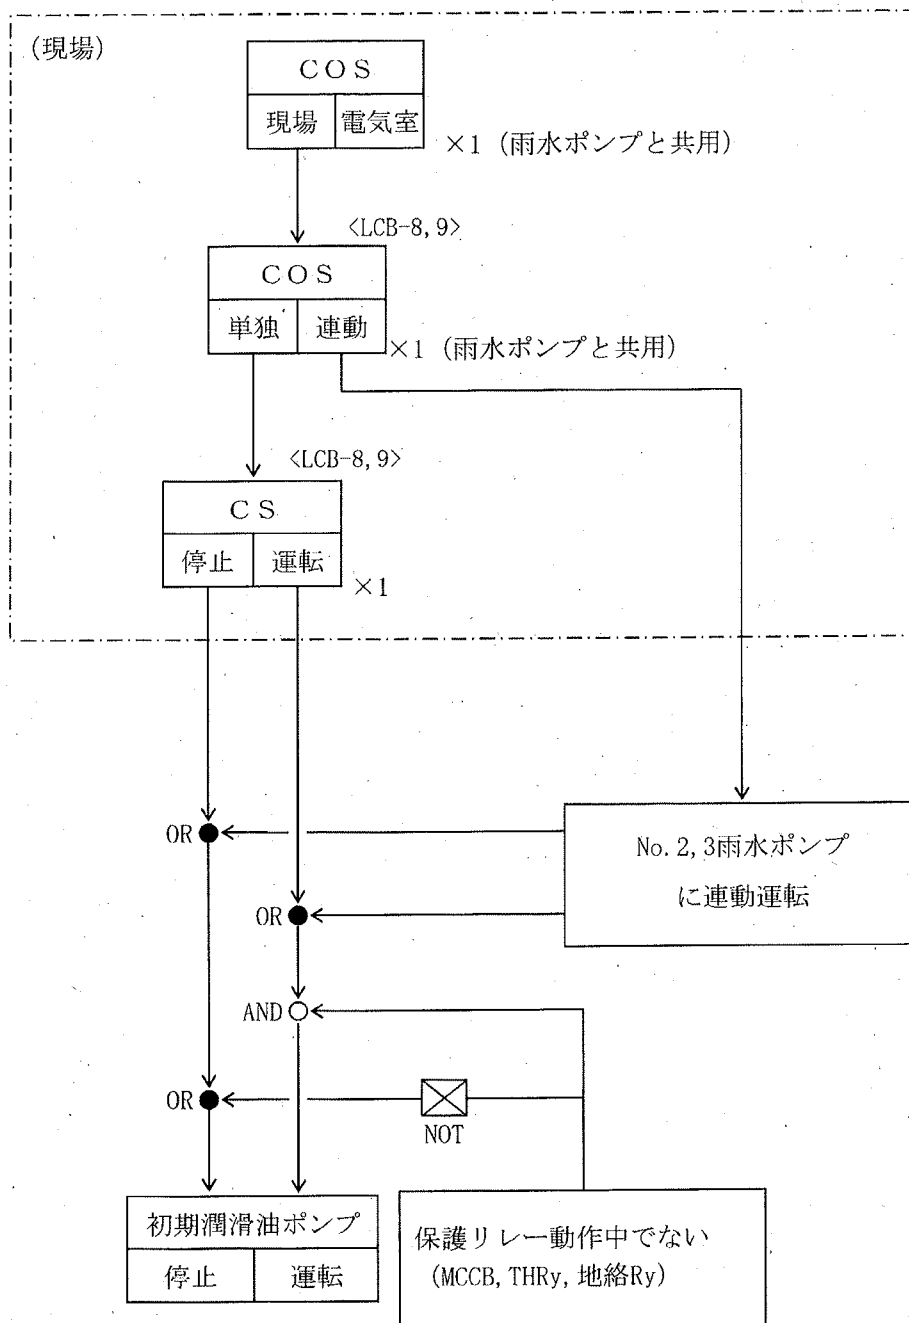 (現場)
COS
現場 電気室
×1 (雨水ポンプと共用)
<LCB-8,9>
COS
単独 連動
×1 (雨水ポンプと共用)
<LCB-8,9>
CS
停止 運転
×1
OR
No.2,3雨水ポンプ
に連動運転
OR
AND
OR
NOT
初期潤滑油ポンプ
停止 運転
保護リレー動作中でない
(MCCB,THRy,地絡Ry)